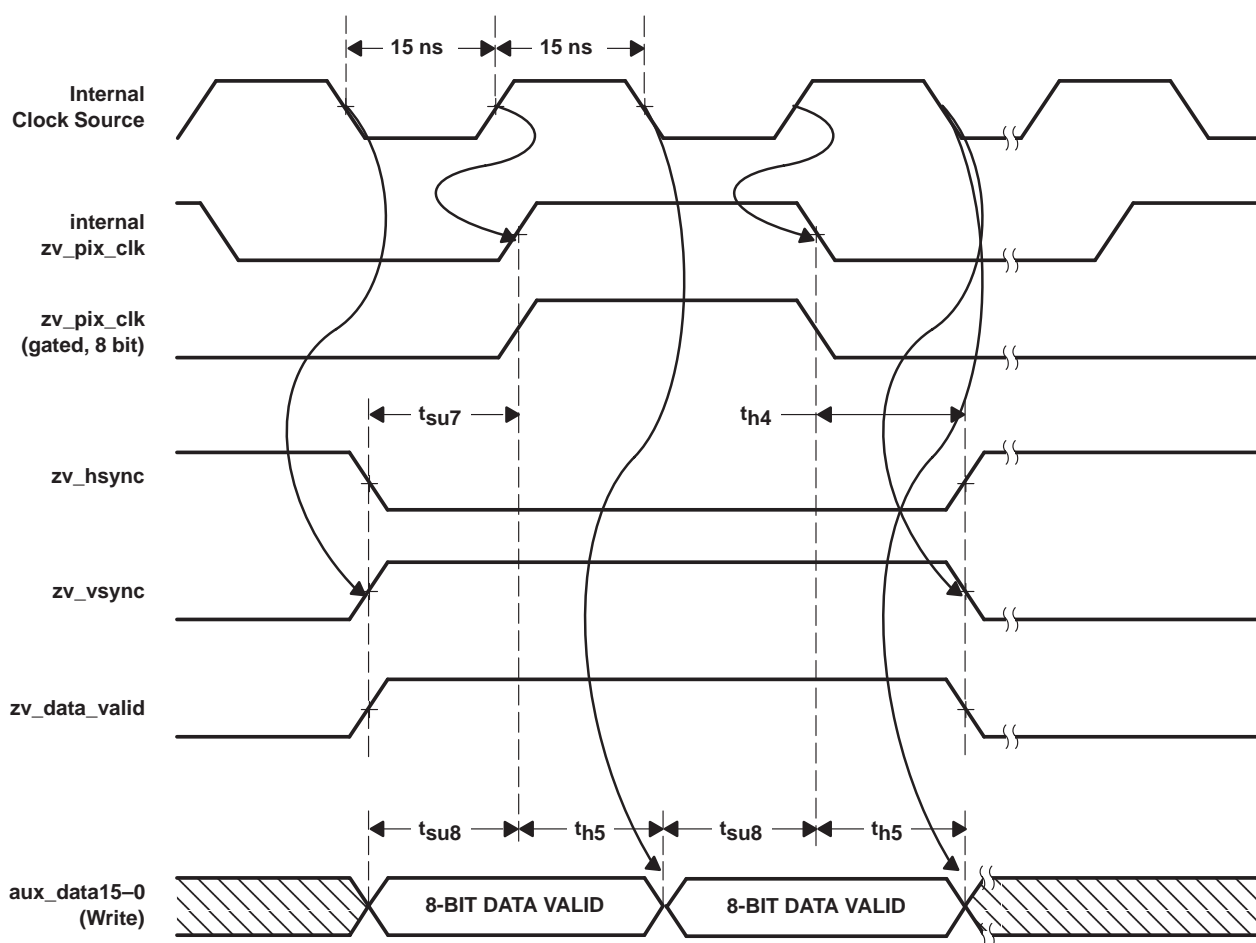 15 ns
15 ns
Internal
Clock Source
internal
zv_pix_clk
zv_pix_clk
(gated, 8 bit)
tsu7
th4
zv_hsync
zv_vsync
zv_data_valid
tsu8
th5
tsu8
th5
aux_data15–0
(Write)
8-BIT DATA VALID
8-BIT DATA VALID